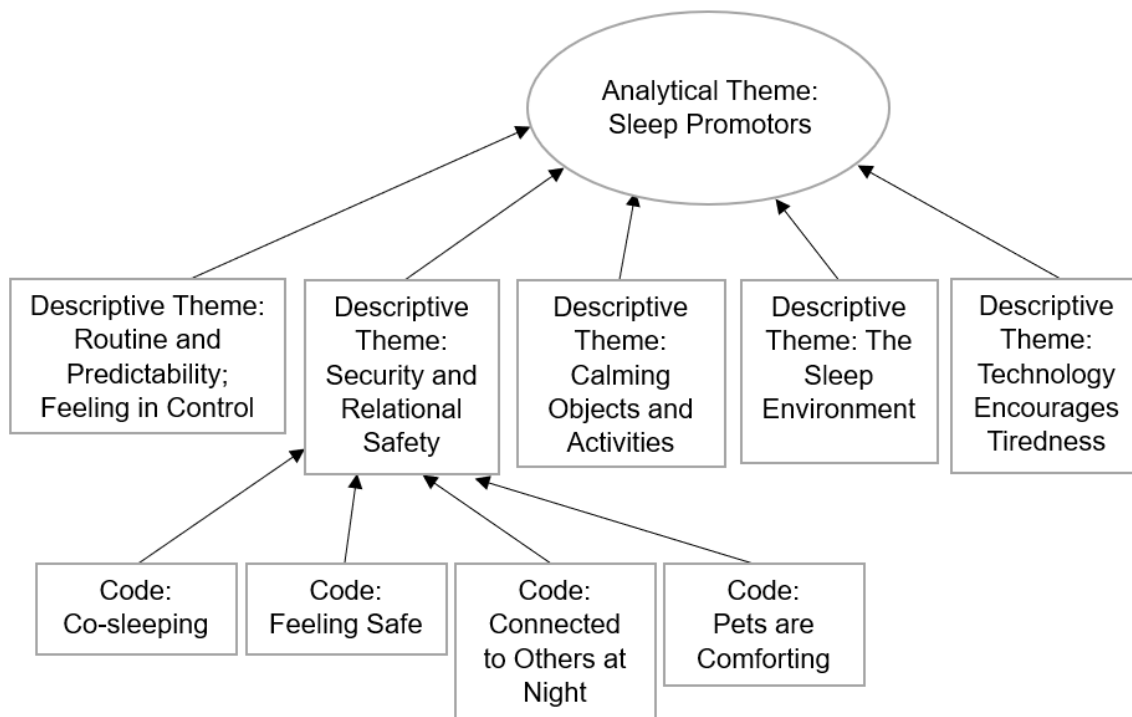 Analytical Theme:
Sleep Promotors
Descriptive Theme:
Routine and
Predictability;
Feeling in Control
Descriptive
Theme:
Security and
Relational
Safety
Descriptive
Theme:
Calming
Objects and
Activities
Descriptive
Theme: The
Sleep
Environment
Descriptive
Theme:
Technology
Encourages
Tiredness
Code:
Co-sleeping
Code:
Feeling Safe
Code:
Connected
to Others at
Night
Code:
Pets are
Comforting